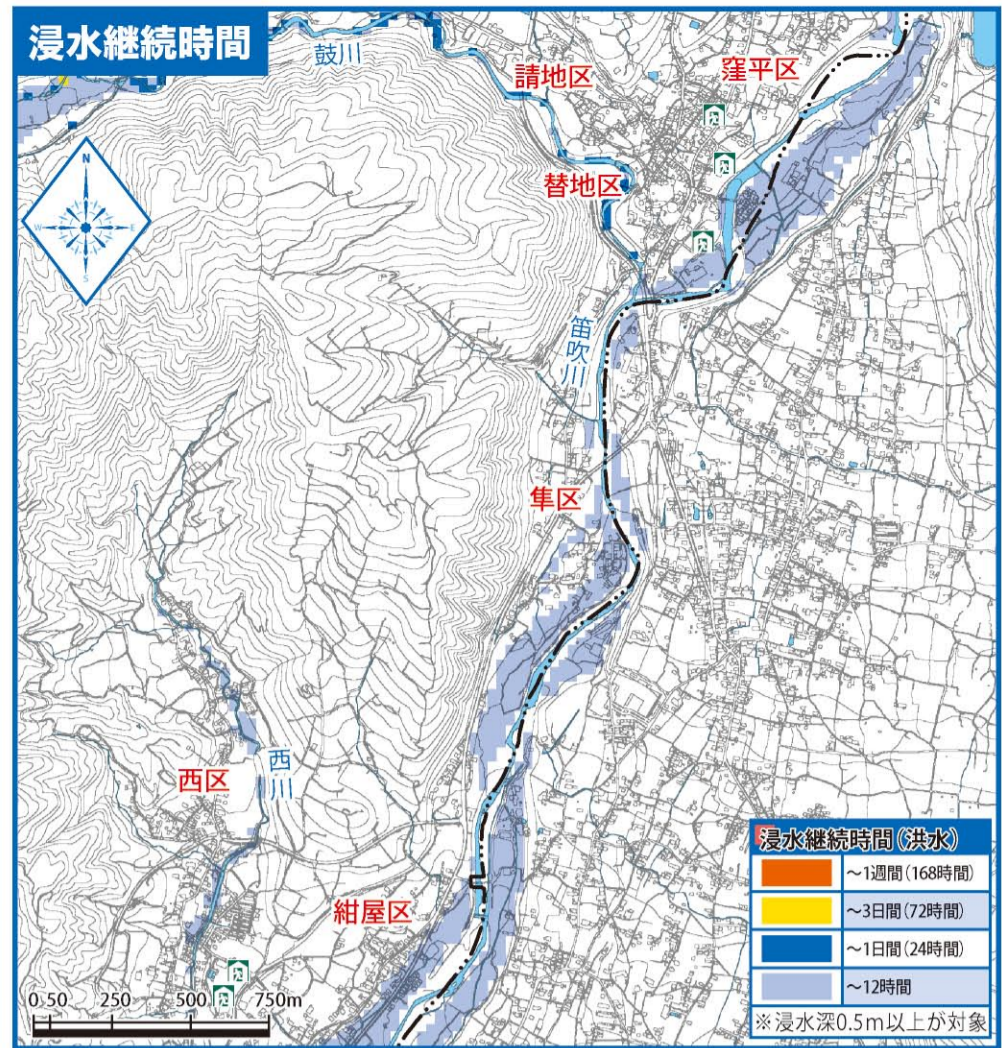 浸水継続時間
鼓川
請地区
窪平区
替地区
N
W
E
S
笛吹川
隼区
西川
西区
紺屋区
0 50 250 500 750m
浸水継続時間(洪水)
～1週間(168時間)
～3日間(72時間)
～1日間(24時間)
～12時間
※浸水深0.5m以上が対象